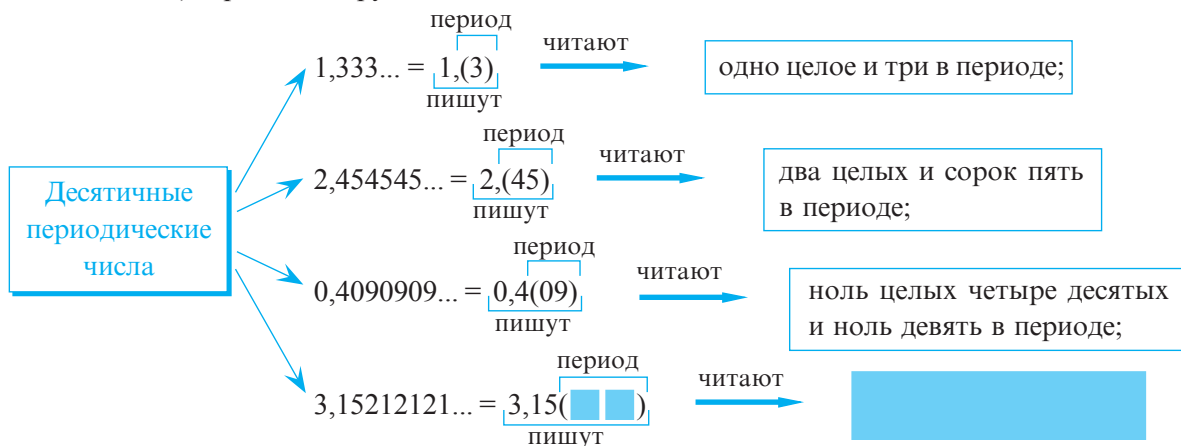 период
1,333... = 1,(3)
пишут
читают
одно целое и три в периоде;
Десятичные
периодические
числа
период
2,454545... = 2,(45)
пишут
читают
два целых и сорок пять
в периоде;
период
0,4090909... = 0,4(09)
пишут
читают
ноль целых четыре десятых
и ноль девять в периоде;
период
3,15212121... = 3,15( )
пишут
читают